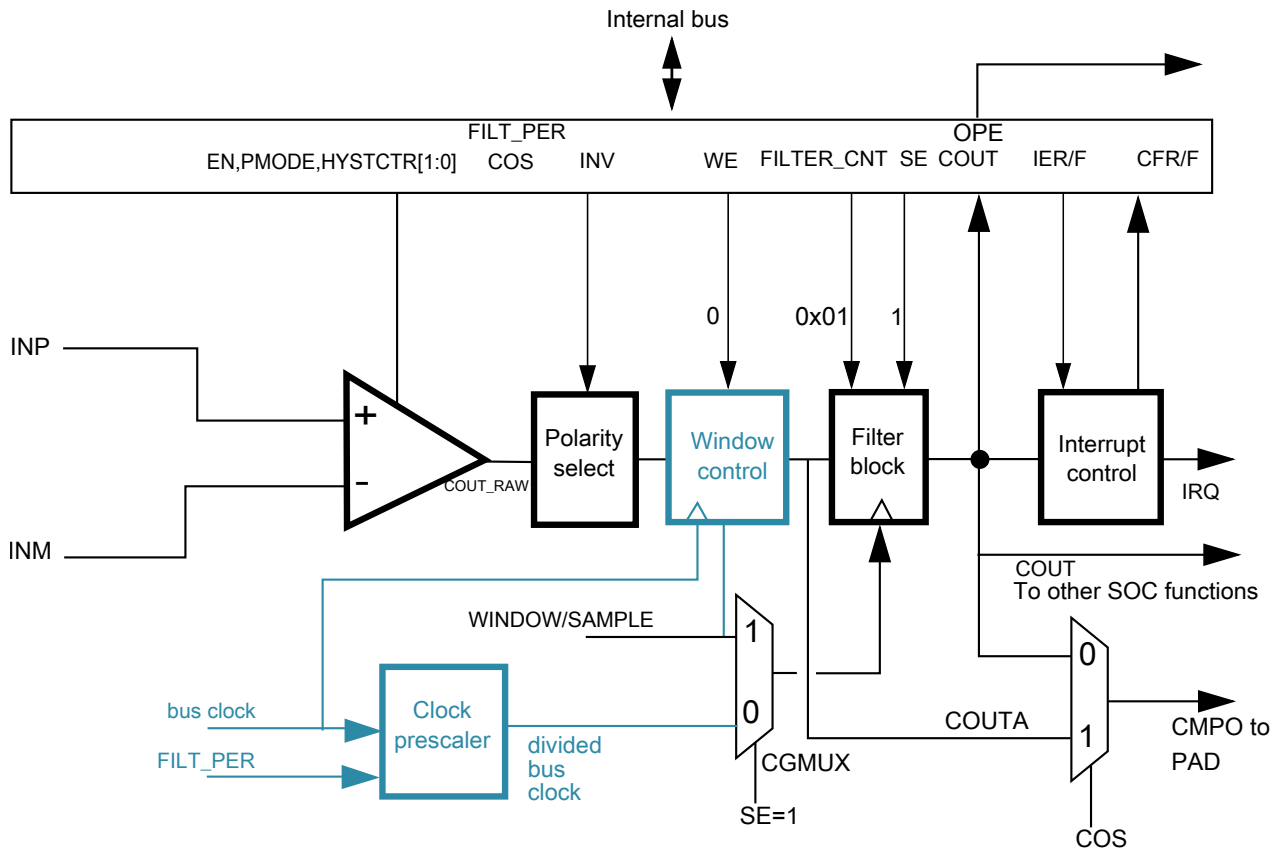 Internal bus
FILT_PER
OPE
EN,PMODE,HYSTCTR[1:0]
COS
INV
WE
FILTER_CNT
SE
COUT
IER/F
CFR/F
0
0x01
1
INP
+
-
INM
COUT_RAW
Polarity
select
Window
control
Filter
block
Interrupt
control
IRQ
COUT
To other SOC functions
WINDOW/SAMPLE
1
0
CGMUX
SE=1
bus clock
FILT_PER
Clock
prescaler
divided
bus
clock
COUTA
0
1
CMPO to
PAD
COS